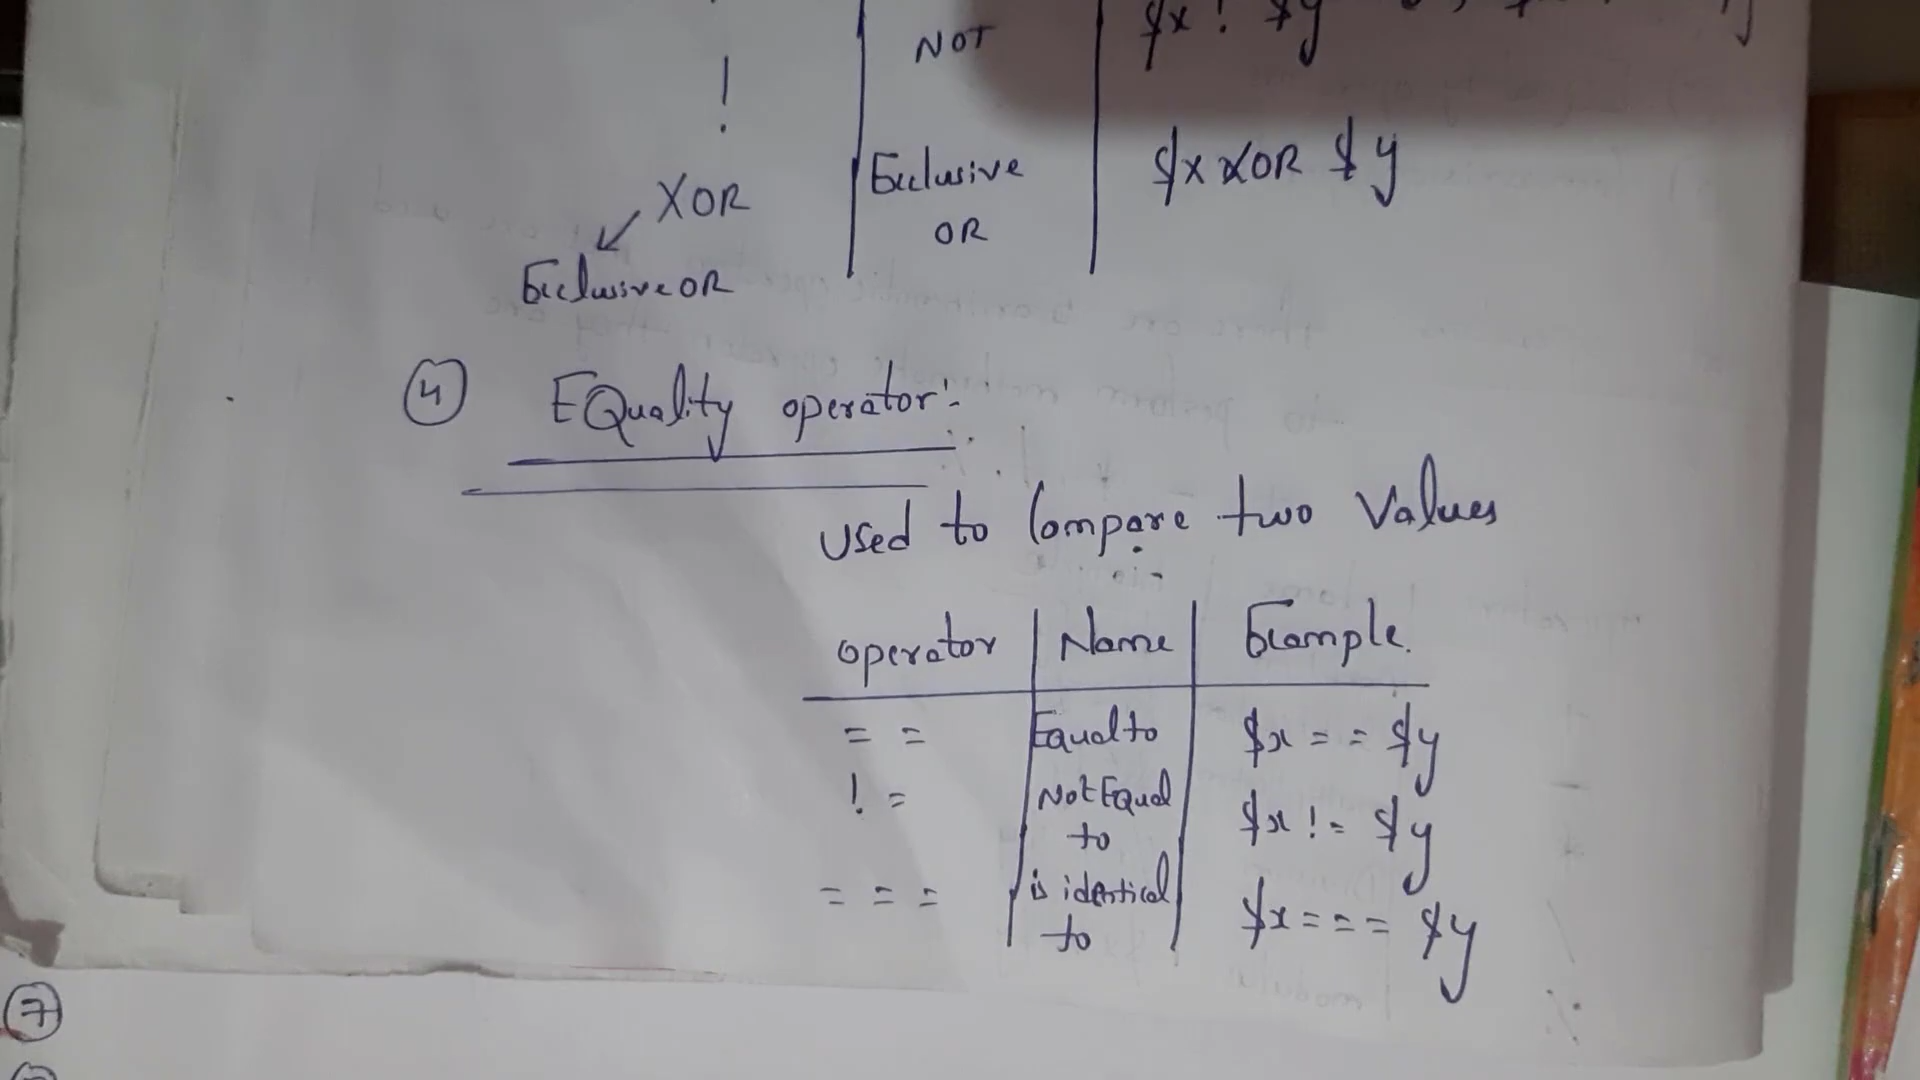 NOT $x ! $y
!
XOR Exclusive OR $x XOR $y
Exclusive OR
④ EQuality operator:-
used to Compare two Values
operator Name Example.
= = Equal to $x = = $y
! = Not Equal to $x ! = $y
= = = is identical to $x = = = $y
⑦